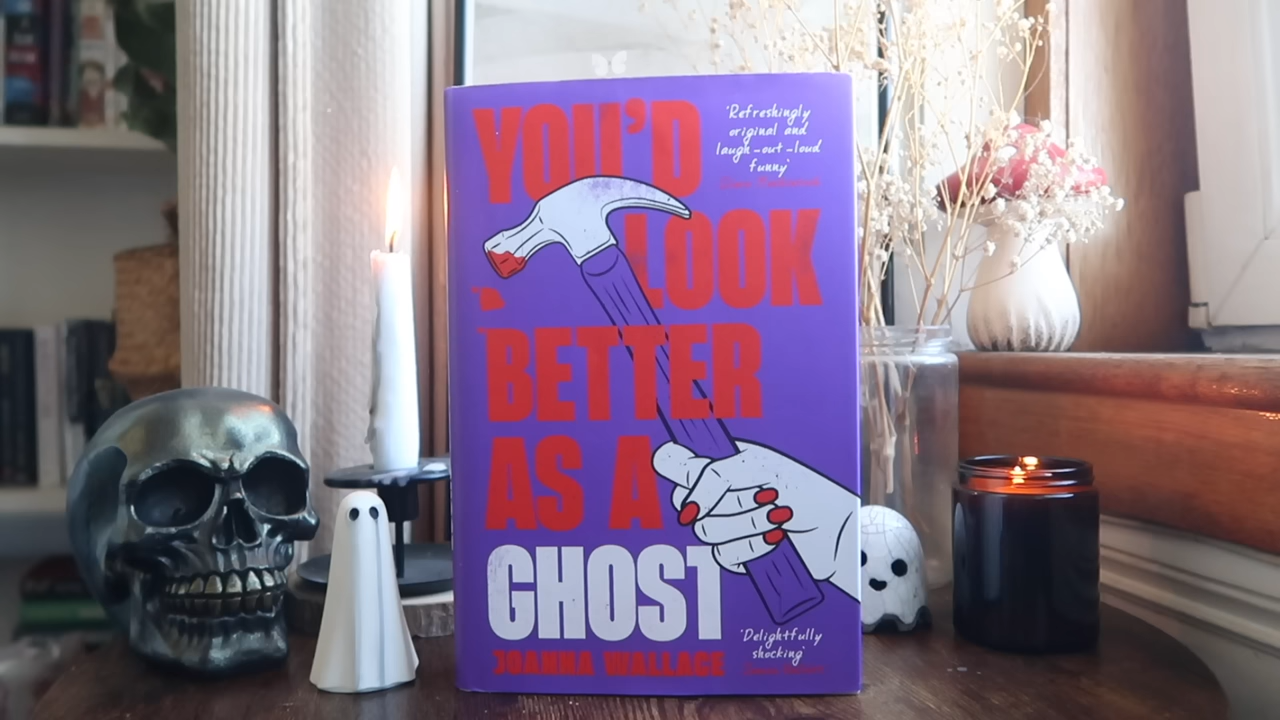 YOU'D
LOOK
BETTER
AS A
GHOST
JOANNA WALLACE
'Refreshingly
original and
laugh-out-loud
funny'
'Delightfully
shocking'